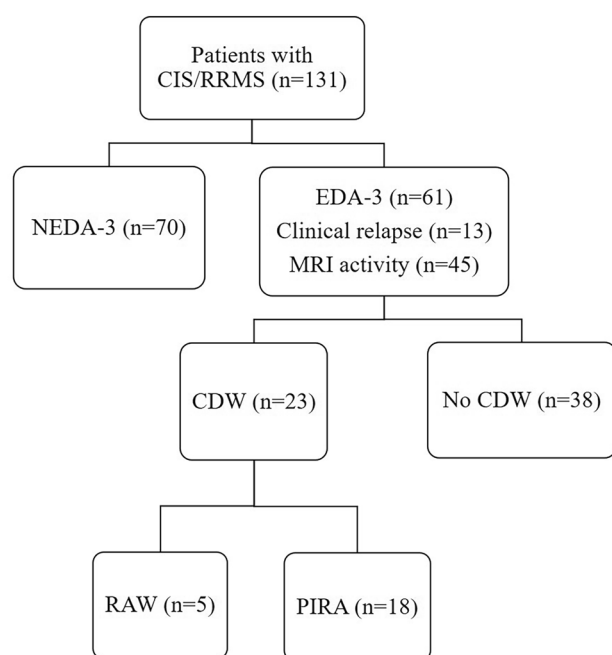 Patients with
CIS/RRMS (n=131)
NEDA-3 (n=70)
EDA-3 (n=61)
Clinical relapse (n=13)
MRI activity (n=45)
CDW (n=23)
No CDW (n=38)
RAW (n=5)
PIRA (n=18)